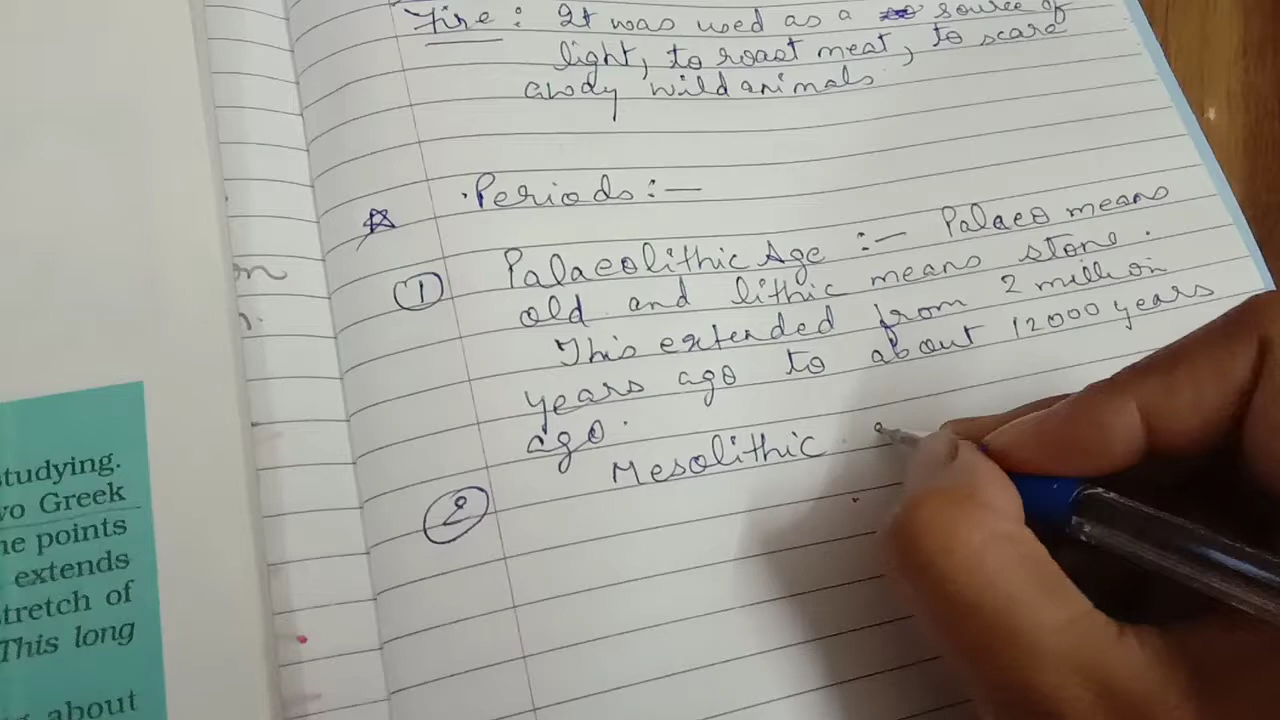 Fire : It was used as a source of
light, to roast meat, to scare
away wild animals.
Periods :—
① Palaeolithic Age :— Palaeo means
old and lithic means stone.
This extended from 2 million
years ago to about 12000 years
ago.
② Mesolithic
on
studying.
wo Greek
he points
extends
tretch of
This long
about